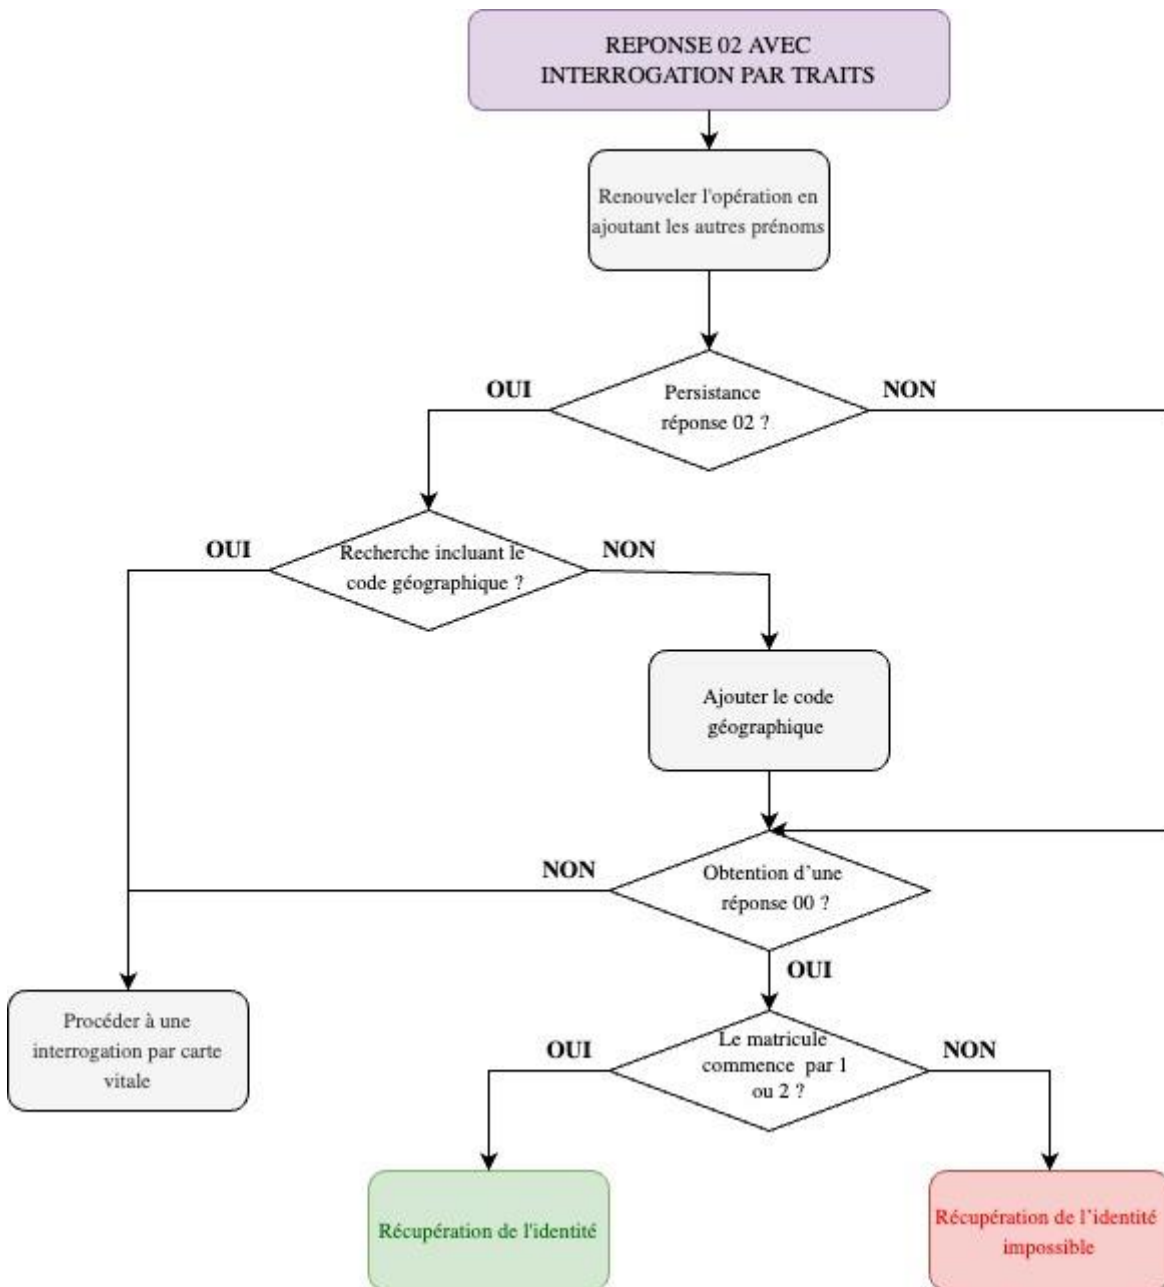 REPONSE 02 AVEC
INTERROGATION PAR TRAITS
Renouveler l'opération en
ajoutant les autres prénoms
OUI
NON
Persistance
réponse 02 ?
OUI
NON
Recherche incluant le
code géographique ?
Ajouter le code
géographique
NON
Obtention d’une
réponse 00 ?
OUI
Procéder à une
interrogation par carte
vitale
OUI
NON
Le matricule
commence par 1
ou 2 ?
Récupération de l'identité
Récupération de l’identité
impossible